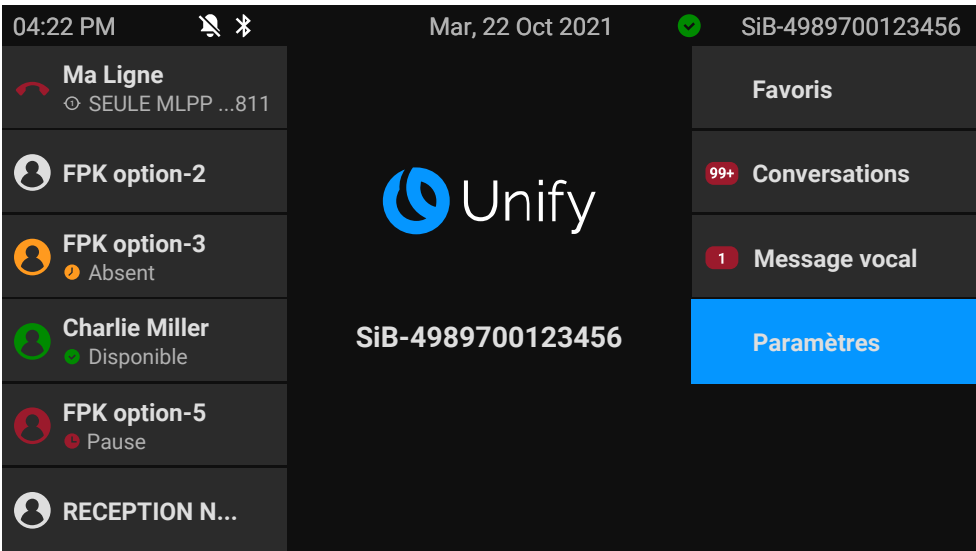 04:22 PM
Mar, 22 Oct 2021
SiB-4989700123456
Ma Ligne
SEULE MLPP ...811
FPK option-2
FPK option-3
Absent
Charlie Miller
Disponible
FPK option-5
Pause
RECEPTION N...
Unify
SiB-4989700123456
Favoris
99+ Conversations
1 Message vocal
Paramètres